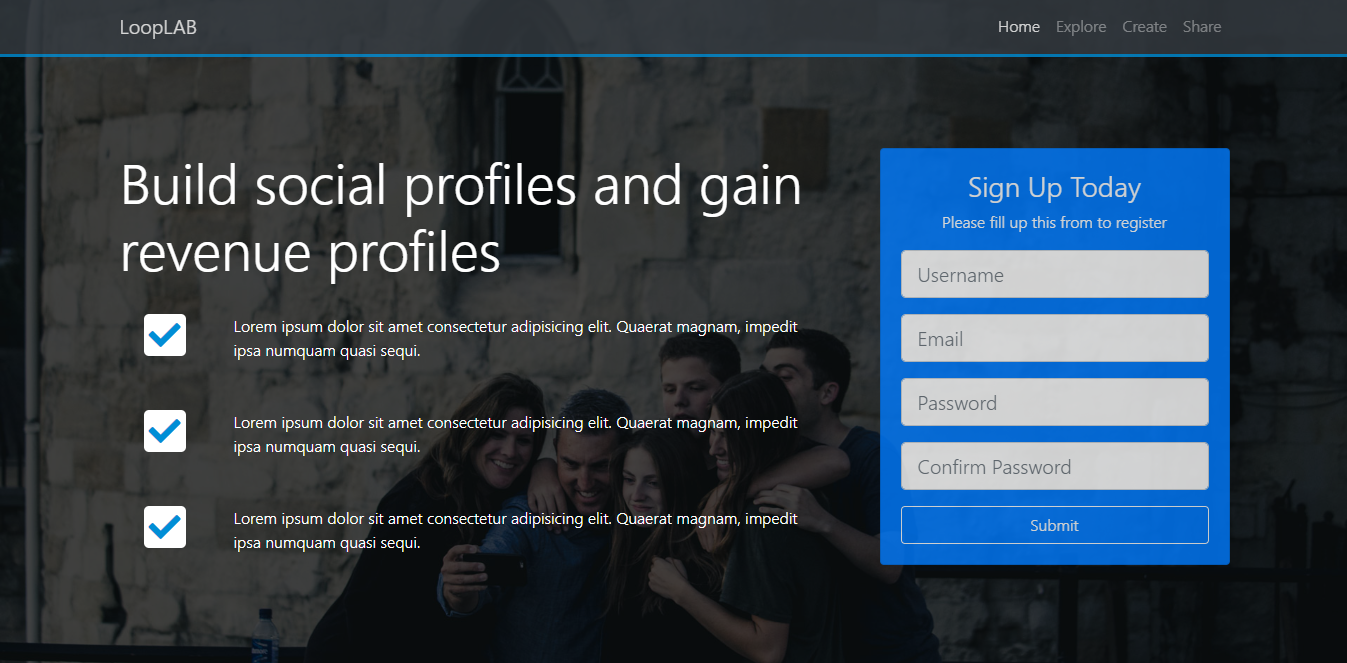 LoopLAB
Home Explore Create Share
Build social profiles and gain
revenue profiles
Lorem ipsum dolor sit amet consectetur adipisicing elit. Quaerat magnam, impedit
ipsa numquam quasi sequi.
Lorem ipsum dolor sit amet consectetur adipisicing elit. Quaerat magnam, impedit
ipsa numquam quasi sequi.
Lorem ipsum dolor sit amet consectetur adipisicing elit. Quaerat magnam, impedit
ipsa numquam quasi sequi.
Sign Up Today
Please fill up this from to register
Username
Email
Password
Confirm Password
Submit